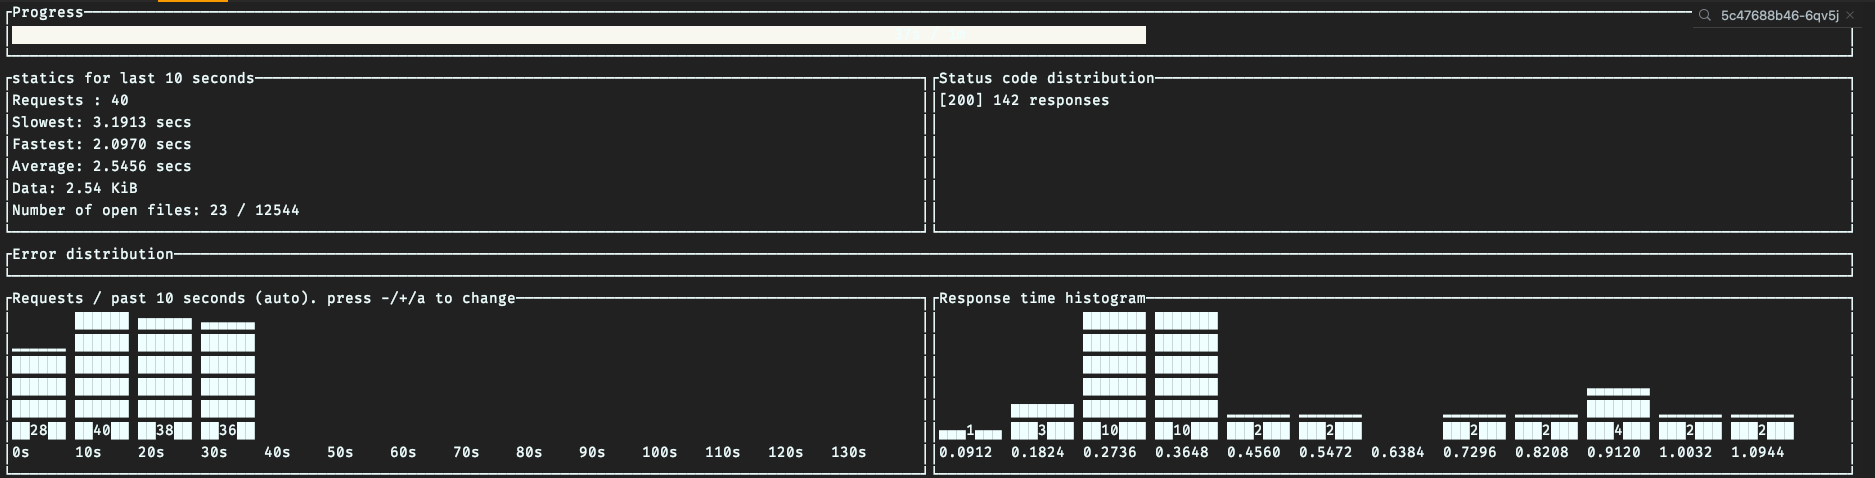 Progress
5c47688b46-6qv5j ×
statics for last 10 seconds
Requests : 40
Slowest: 3.1913 secs
Fastest: 2.0970 secs
Average: 2.5456 secs
Data: 2.54 KiB
Number of open files: 23 / 12544
Status code distribution
[200] 142 responses
Error distribution
Requests / past 10 seconds (auto). press -/+/a to change
28 40 38 36
0s 10s 20s 30s 40s 50s 60s 70s 80s 90s 100s 110s 120s 130s
Response time histogram
1 3 10 10 2 2 2 2 4 2 2
0.0912 0.1824 0.2736 0.3648 0.4560 0.5472 0.6384 0.7296 0.8208 0.9120 1.0032 1.0944